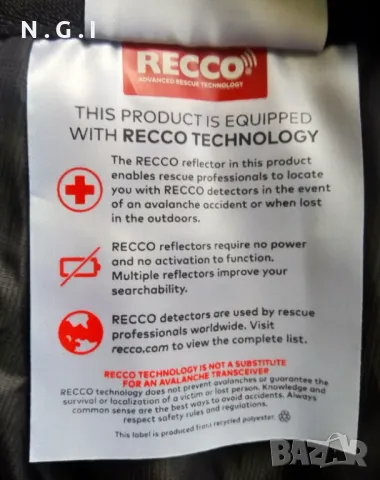 N.G.I
RECCO
ADVANCED RESCUE TECHNOLOGY
THIS PRODUCT IS EQUIPPED
WITH RECCO TECHNOLOGY
The RECCO reflector in this product
enables rescue professionals to locate
you with RECCO detectors in the event
of an avalanche accident or when lost
in the outdoors.
RECCO reflectors require no power
and no activation to function.
Multiple reflectors improve your
searchability.
RECCO detectors are used by rescue
professionals worldwide. Visit
recco.com to view the complete list.
RECCO TECHNOLOGY IS NOT A SUBSTITUTE
FOR AN AVALANCHE TRANSCEIVER
RECCO technology does not prevent avalanches or guarantee the
survival or localization of a victim or lost person. Knowledge and
common sense are the best ways to avoid accidents. Always
respect safety rules and regulations.
This label is produced from recycled polyester.
BAZAR
bg